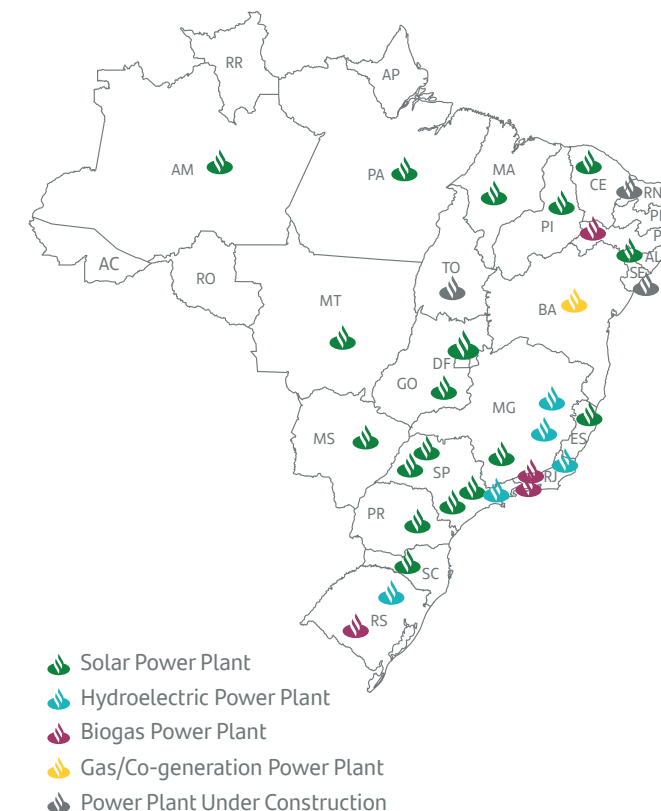 RR
AP
AM
PA
MA
CE
RN
PI
AC
RO
TO
AL
SE
MT
BA
DF
GO
MG
MS
ES
SP
RJ
PR
SC
RS
Solar Power Plant
Hydroelectric Power Plant
Biogas Power Plant
Gas/Co-generation Power Plant
Power Plant Under Construction